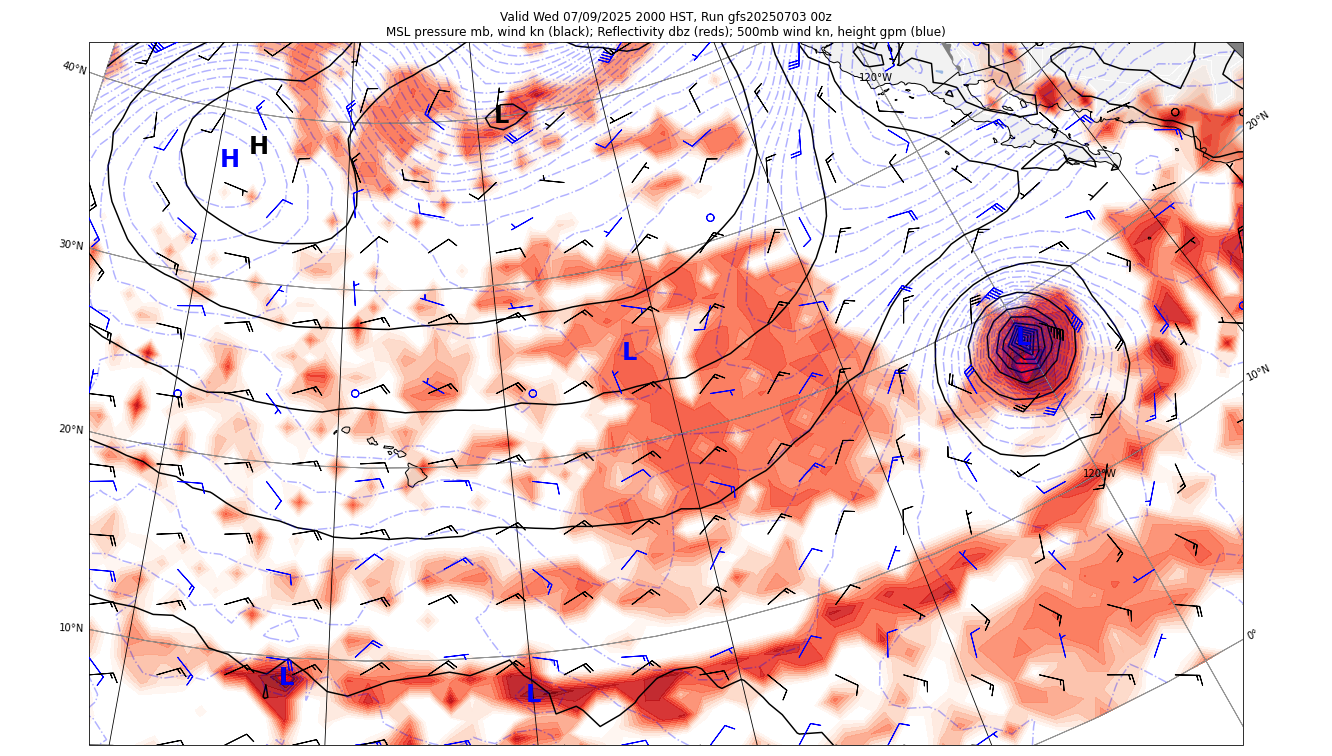 Valid Wed 07/09/2025 2000 HST, Run gfs20250703 00z
MSL pressure mb, wind kn (black); Reflectivity dbz (reds); 500mb wind kn, height gpm (blue)
40°N
120°W
20°N
L
H
H
30°N
L
10°N
20°N
120°W
10°N
0°
L
L